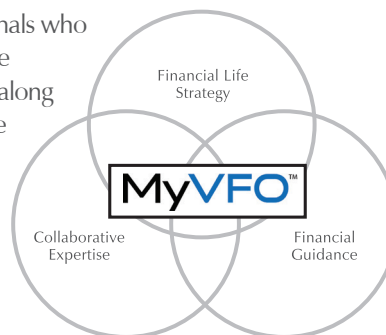 nals who
e
along
e
Financial Life
Strategy
MyVFO™
Collaborative
Expertise
Financial
Guidance